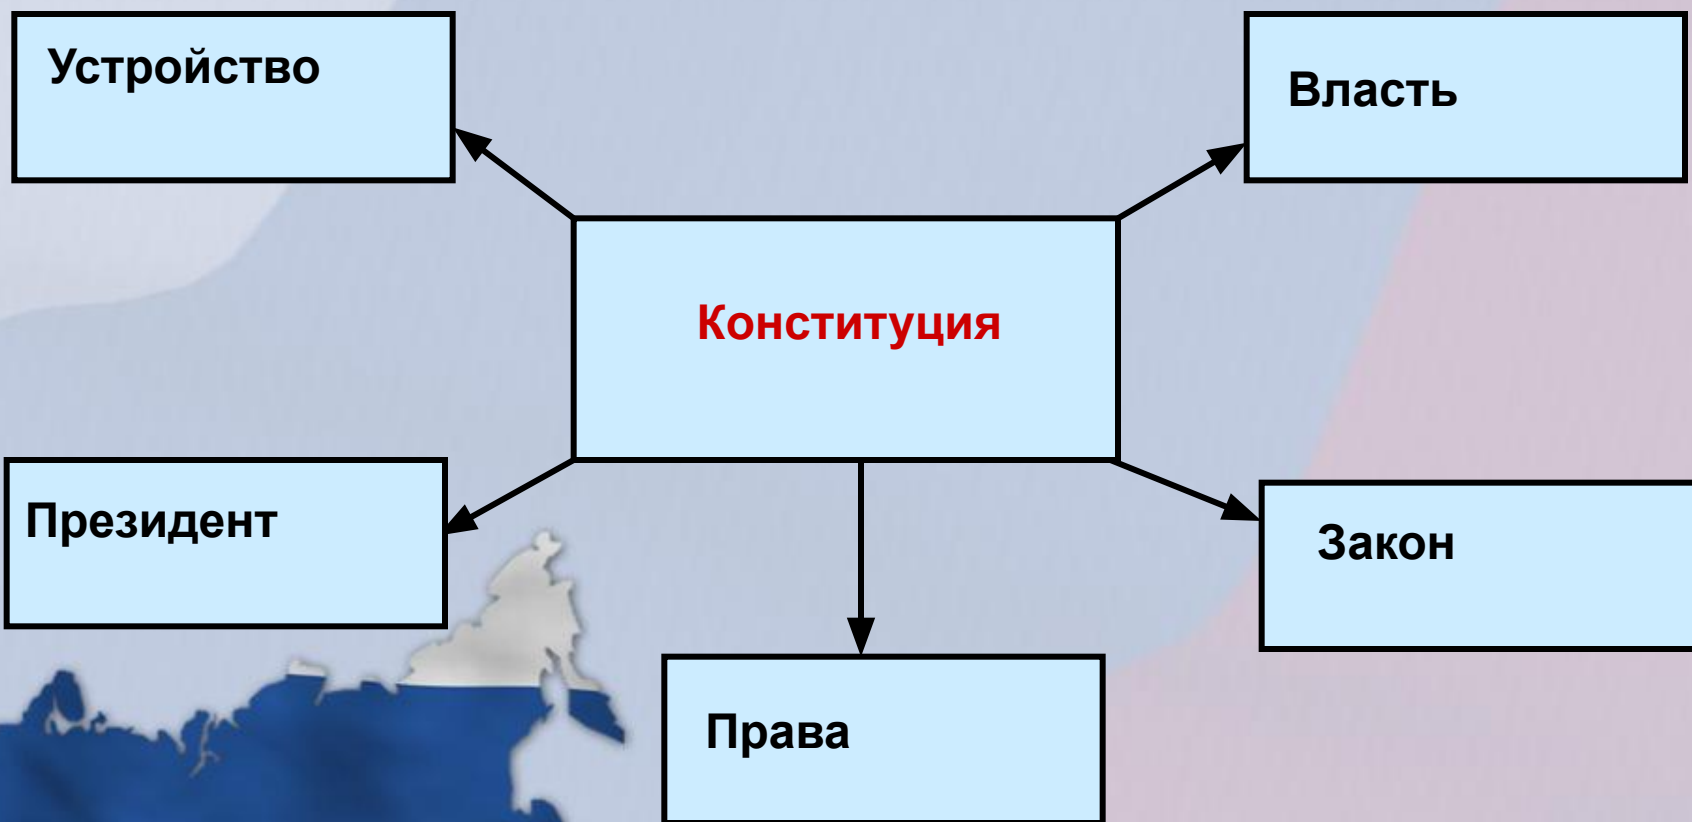 Устройство
Власть
Конституция
Президент
Закон
Права